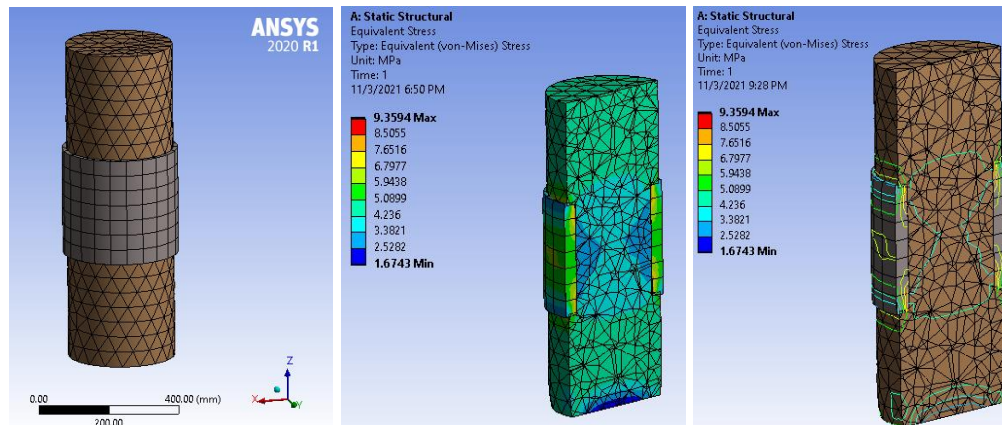 ANSYS
2020 R1
0.00
400.00 (mm)
200.00
Z
X
Y
A: Static Structural
Equivalent Stress
Type: Equivalent (von-Mises) Stress
Unit: MPa
Time: 1
11/3/2021 6:50 PM
9.3594 Max
8.5055
7.6516
6.7977
5.9438
5.0899
4.236
3.3821
2.5282
1.6743 Min
A: Static Structural
Equivalent Stress
Type: Equivalent (von-Mises) Stress
Unit: MPa
Time: 1
11/3/2021 9:28 PM
9.3594 Max
8.5055
7.6516
6.7977
5.9438
5.0899
4.236
3.3821
2.5282
1.6743 Min